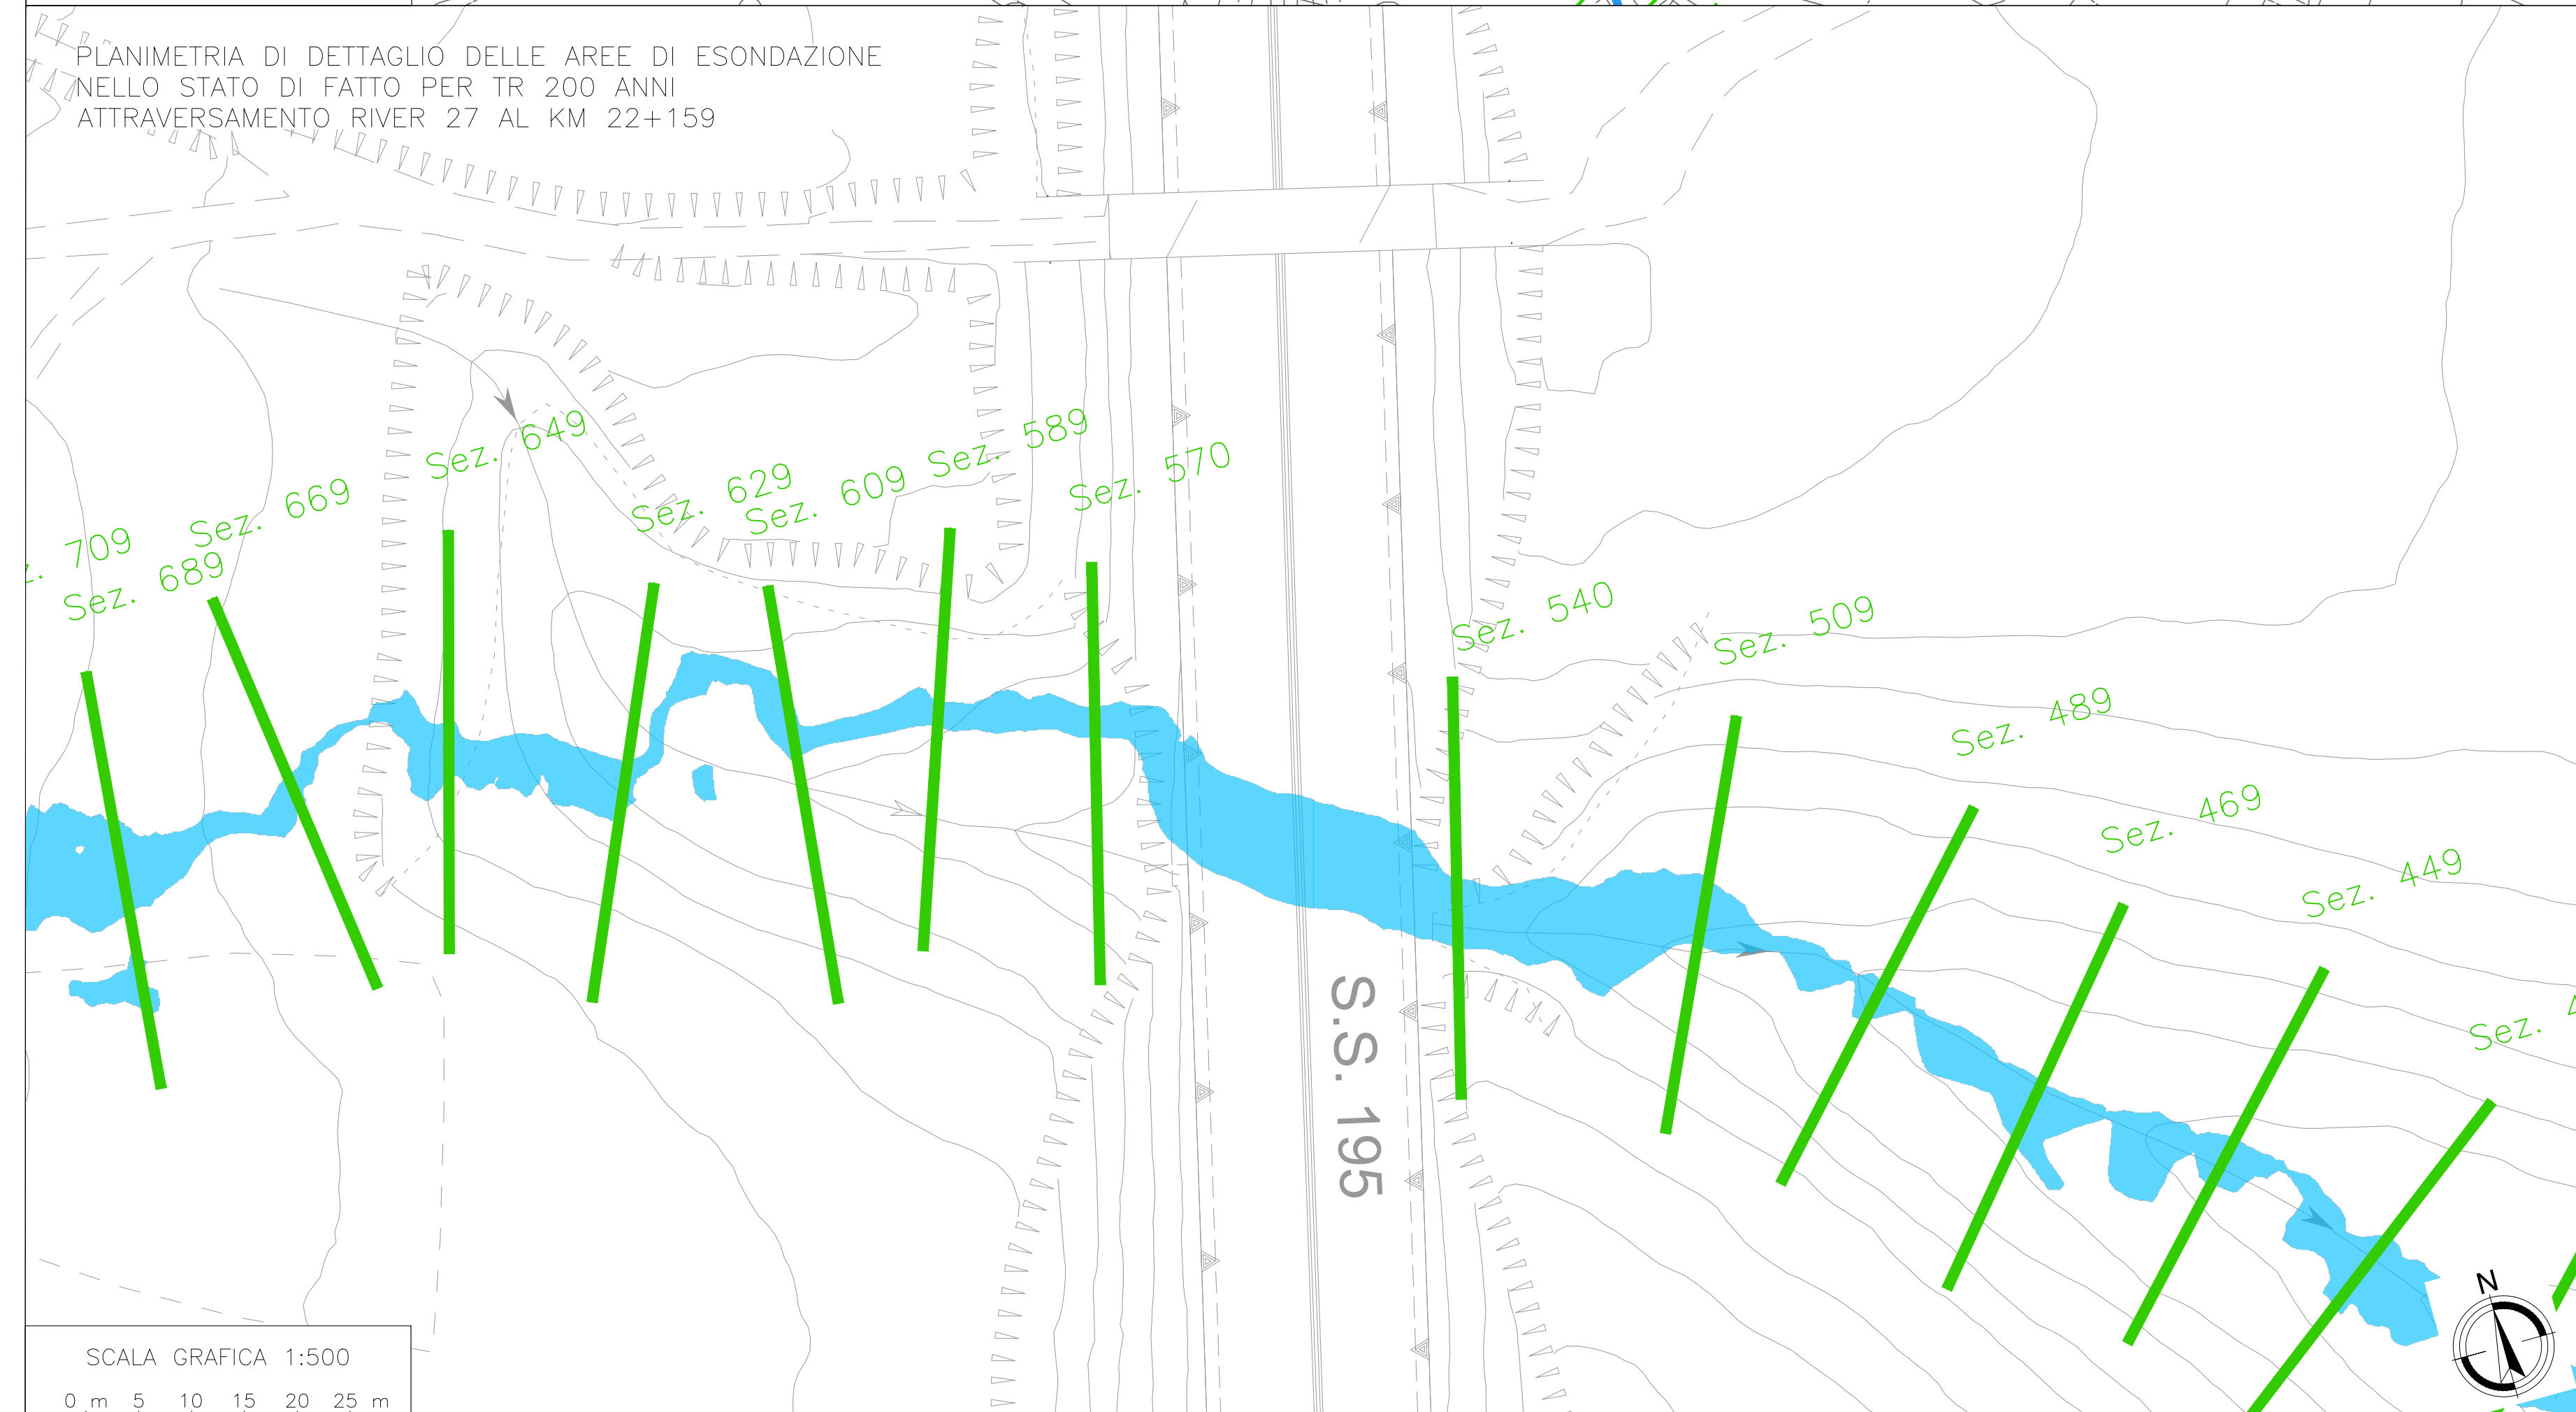 PLANIMETRIA DI DETTAGLIO DELLE AREE DI ESONDAZIONE
NELLO STATO DI FATTO PER TR 200 ANNI
ATTRAVERSAMENTO RIVER 27 AL KM 22+159
709
Sez. 689
Sez. 669
Sez. 649
Sez. 629
Sez. 609
Sez. 589
Sez. 570
Sez. 540
Sez. 509
Sez. 489
Sez. 469
Sez. 449
Sez.
S.S. 195
N
SCALA GRAFICA 1:500
0 m 5 10 15 20 25 m